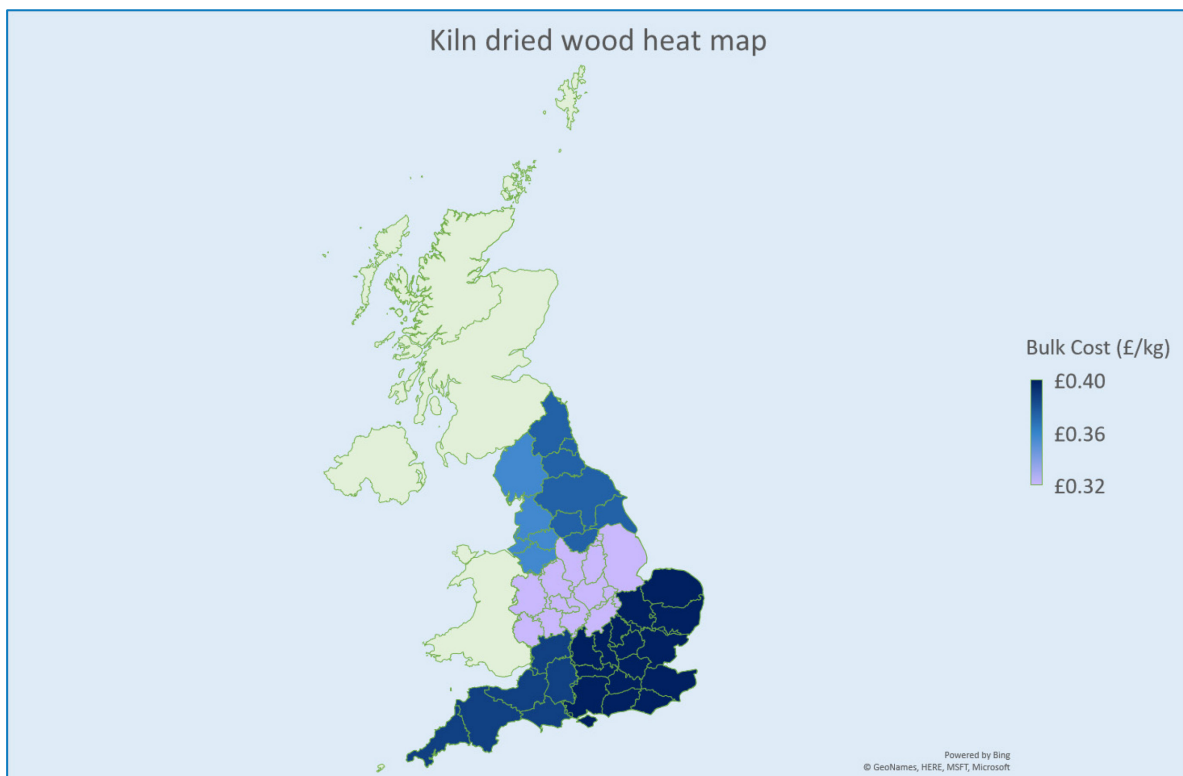 Kiln dried wood heat map
Bulk Cost (£/kg)
£0.40
£0.36
£0.32
Powered by Bing
© GeoNames, HERE, MSFT, Microsoft